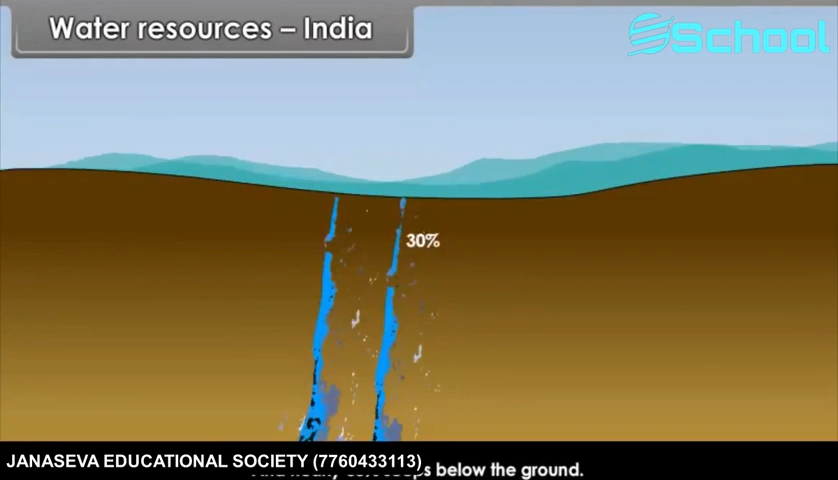 Water resources – India
School
30%
JANASEVA EDUCATIONAL SOCIETY (7760433113)
below the ground.